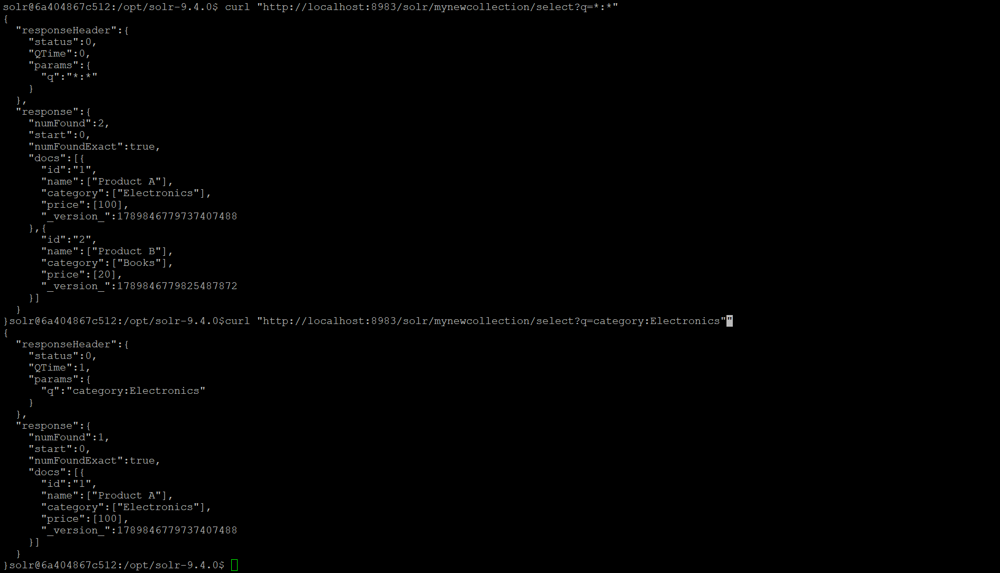 solr@6a404867c512:/opt/solr-9.4.0$ curl "http://localhost:8983/solr/mynewcollection/select?q=*:*"
{
  "responseHeader":{
    "status":0,
    "QTime":0,
    "params":{
      "q":"*:*"
    }
  },
  "response":{
    "numFound":2,
    "start":0,
    "numFoundExact":true,
    "docs":[{
      "id":"1",
      "name":["Product A"],
      "category":["Electronics"],
      "price":[100],
      "_version_":1789846779737407488
    },{
      "id":"2",
      "name":["Product B"],
      "category":["Books"],
      "price":[20],
      "_version_":1789846779825487872
    }]
  }
}solr@6a404867c512:/opt/solr-9.4.0$curl "http://localhost:8983/solr/mynewcollection/select?q=category:Electronics""
{
  "responseHeader":{
    "status":0,
    "QTime":1,
    "params":{
      "q":"category:Electronics"
    }
  },
  "response":{
    "numFound":1,
    "start":0,
    "numFoundExact":true,
    "docs":[{
      "id":"1",
      "name":["Product A"],
      "category":["Electronics"],
      "price":[100],
      "_version_":1789846779737407488
    }]
  }
}solr@6a404867c512:/opt/solr-9.4.0$